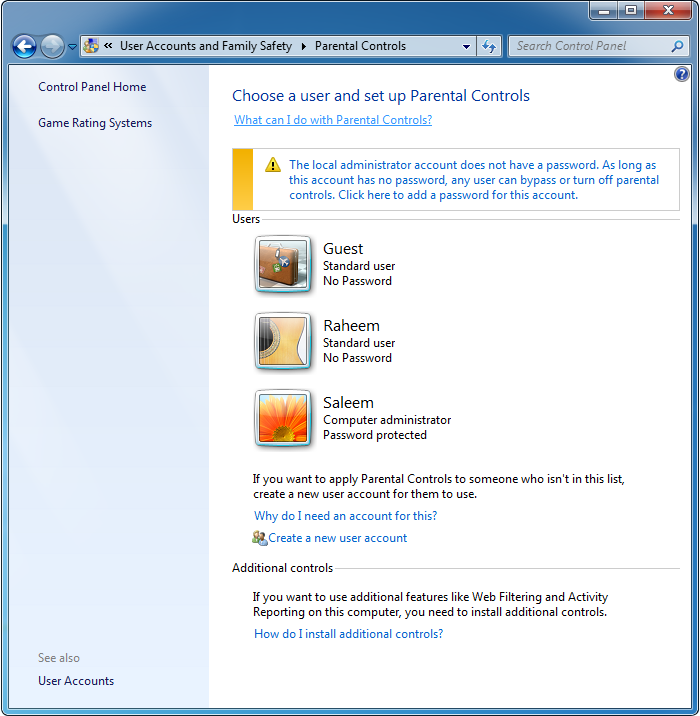 « User Accounts and Family Safety ▸ Parental Controls
Search Control Panel
Control Panel Home
Game Rating Systems
Choose a user and set up Parental Controls
What can I do with Parental Controls?
The local administrator account does not have a password. As long as
this account has no password, any user can bypass or turn off parental
controls. Click here to add a password for this account.
Users
Guest
Standard user
No Password
Raheem
Standard user
No Password
Saleem
Computer administrator
Password protected
If you want to apply Parental Controls to someone who isn't in this list,
create a new user account for them to use.
Why do I need an account for this?
Create a new user account
Additional controls
If you want to use additional features like Web Filtering and Activity
Reporting on this computer, you need to install additional controls.
How do I install additional controls?
See also
User Accounts